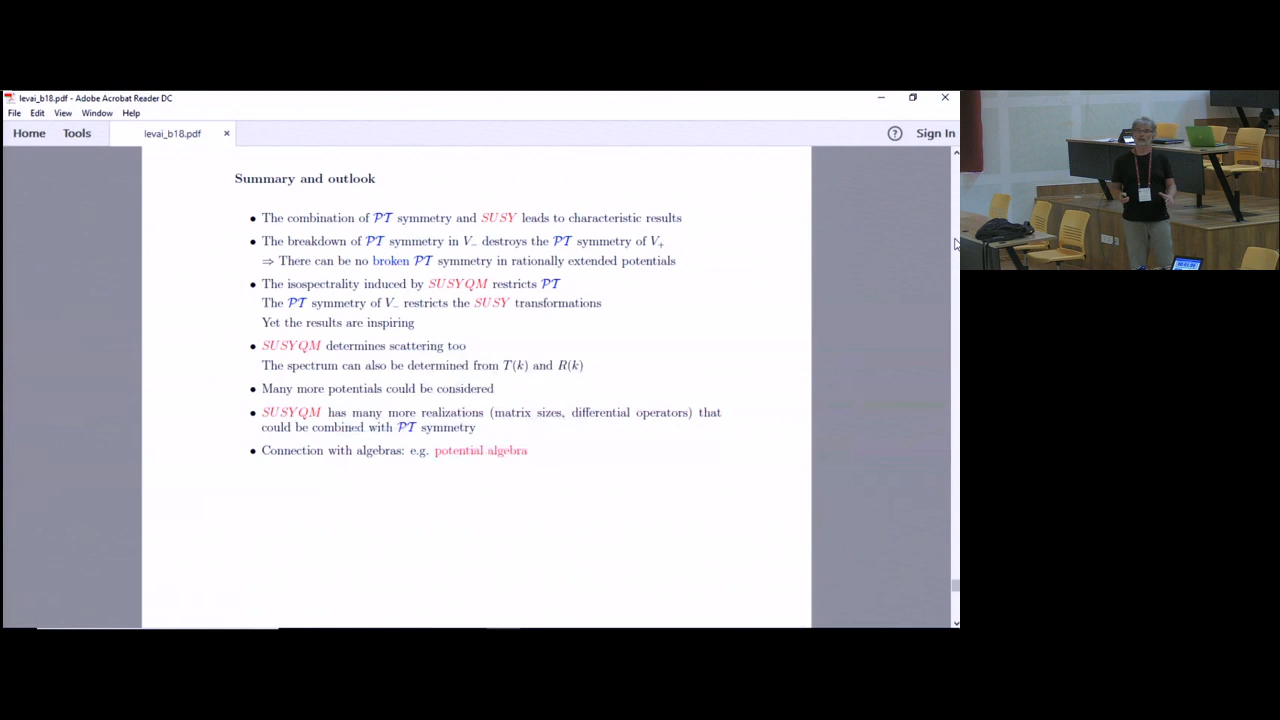 levai_b18.pdf - Adobe Acrobat Reader DC
File Edit View Window Help
Home Tools levai_b18.pdf × ? Sign In
Summary and outlook
• The combination of 𝒫𝒯 symmetry and SUSY leads to characteristic results
• The breakdown of 𝒫𝒯 symmetry in V₋ destroys the 𝒫𝒯 symmetry of V₊
⇒ There can be no broken 𝒫𝒯 symmetry in rationally extended potentials
• The isospectrality induced by SUSYQM restricts 𝒫𝒯
The 𝒫𝒯 symmetry of V₋ restricts the SUSY transformations
Yet the results are inspiring
• SUSYQM determines scattering too
The spectrum can also be determined from T(k) and R(k)
• Many more potentials could be considered
• SUSYQM has many more realizations (matrix sizes, differential operators) that
could be combined with 𝒫𝒯 symmetry
• Connection with algebras: e.g. potential algebra